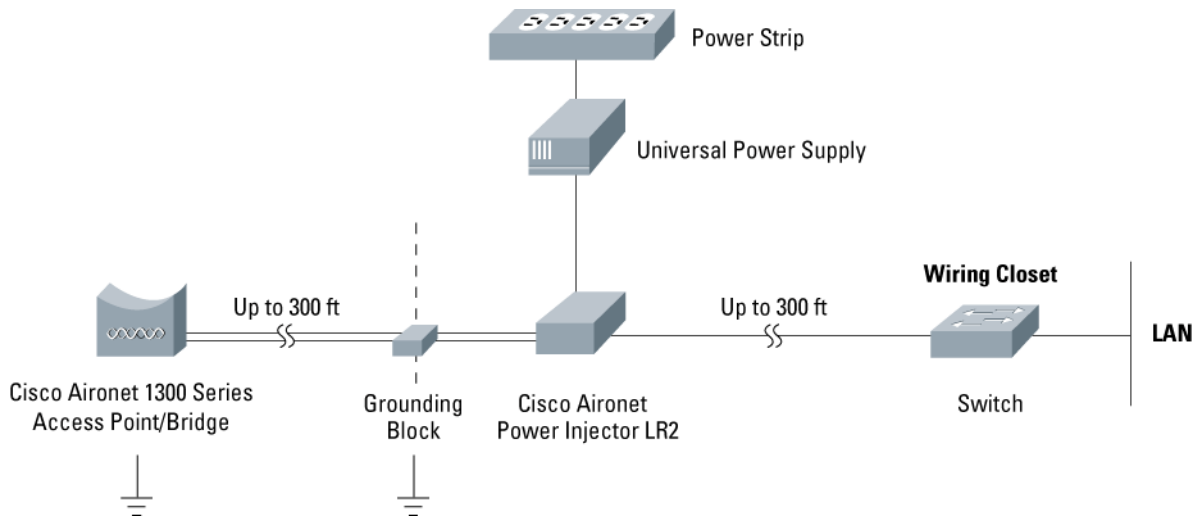 Power Strip
Universal Power Supply
Wiring Closet
Up to 300 ft
Up to 300 ft
LAN
Cisco Aironet 1300 Series
Access Point/Bridge
Grounding
Block
Cisco Aironet
Power Injector LR2
Switch